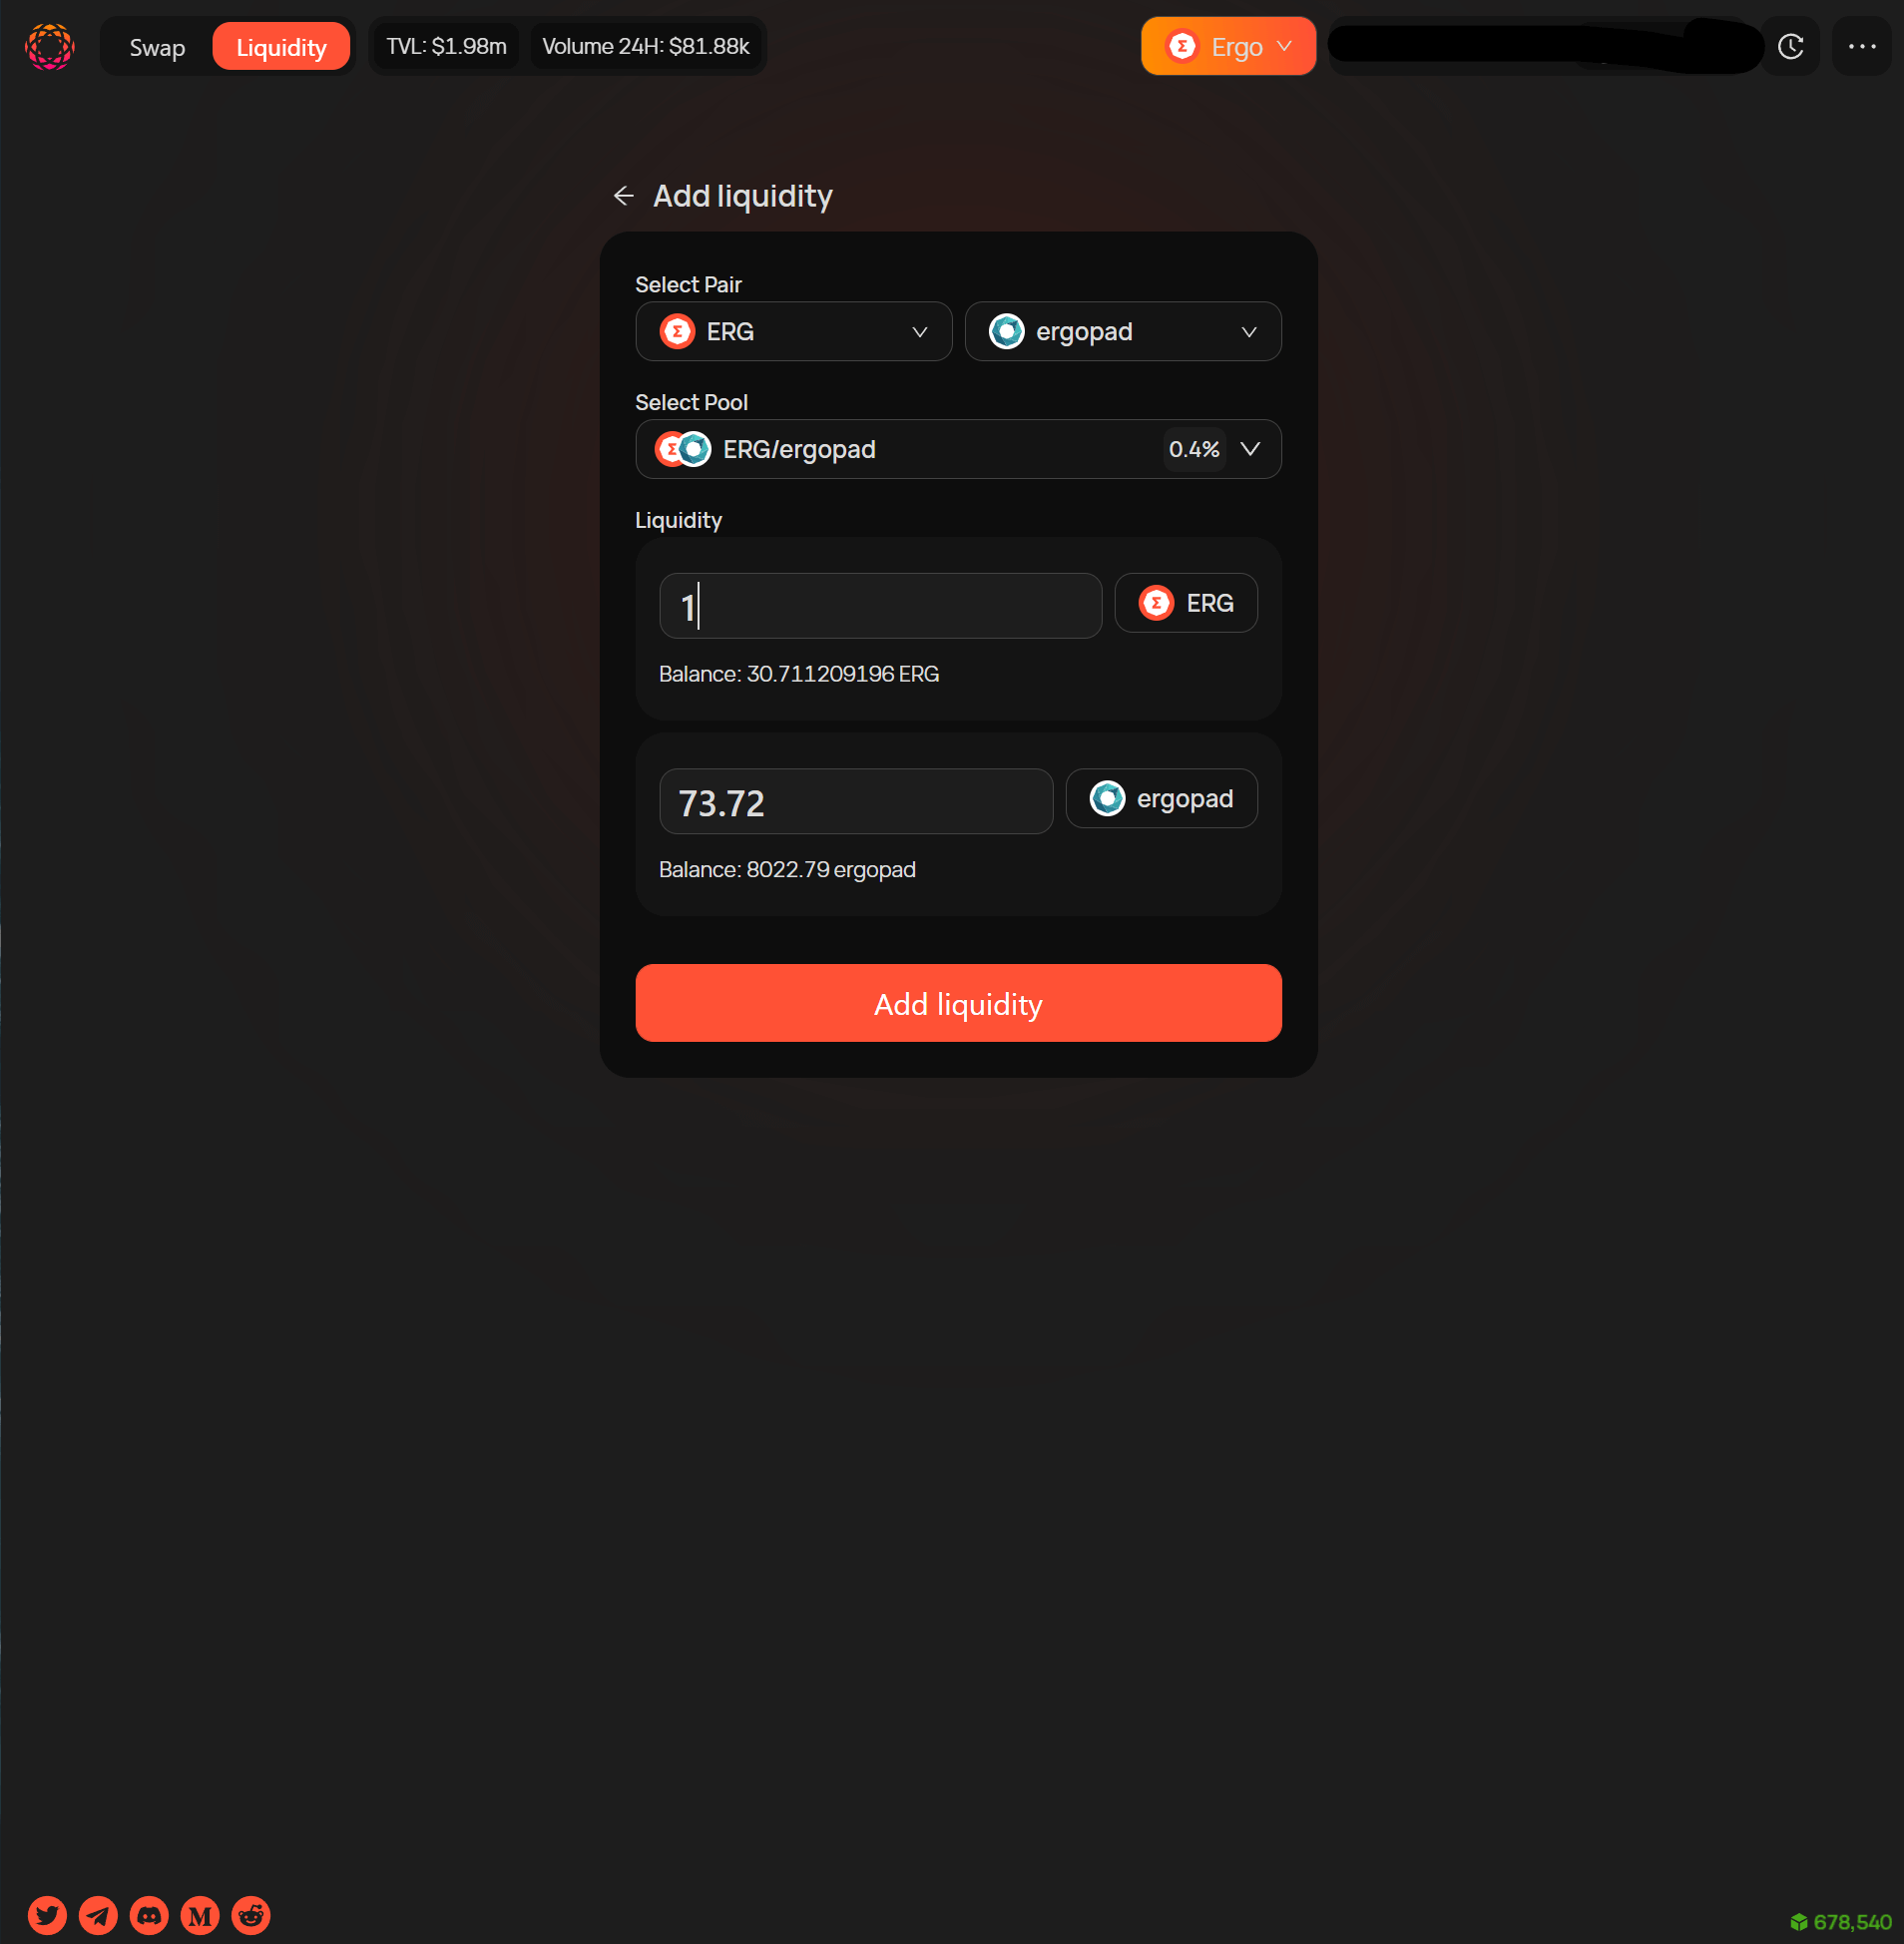 Swap Liquidity TVL: $1.98m Volume 24H: $81.88k Σ Ergo
Add liquidity
Select Pair
Σ ERG ergopad
Select Pool
Σ ERG/ergopad 0.4%
Liquidity
1 Σ ERG
Balance: 30.711209196 ERG
73.72 ergopad
Balance: 8022.79 ergopad
Add liquidity
M 678,540